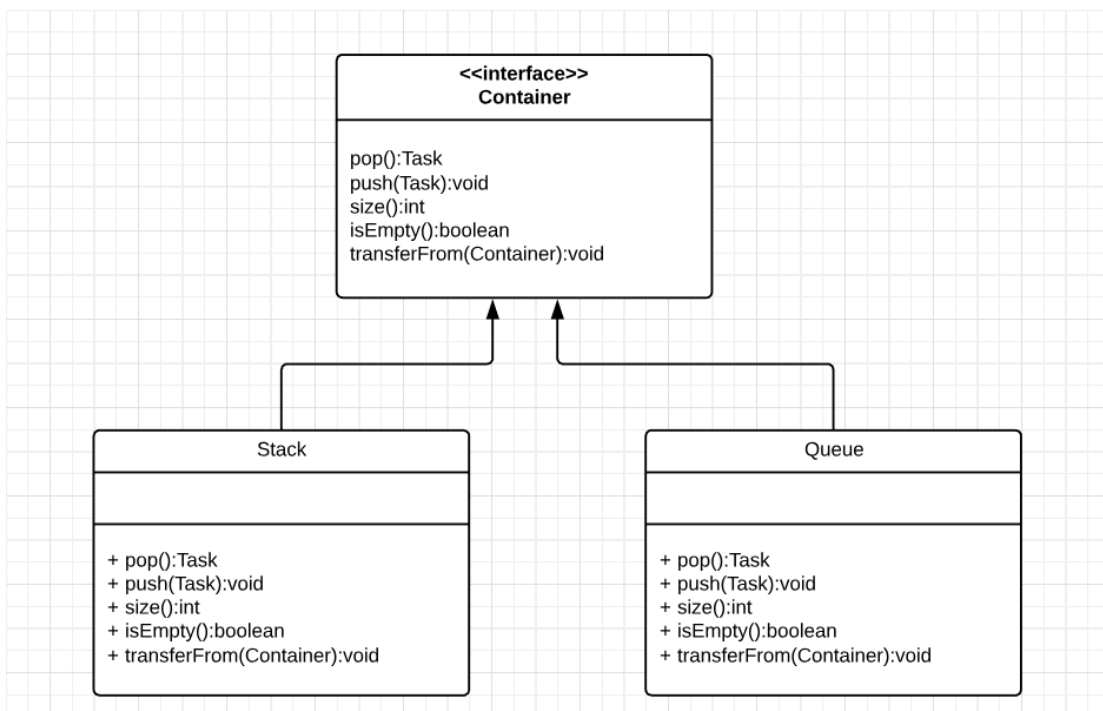 <<interface>>
Container
pop():Task
push(Task):void
size():int
isEmpty():boolean
transferFrom(Container):void
Stack
+ pop():Task
+ push(Task):void
+ size():int
+ isEmpty():boolean
+ transferFrom(Container):void
Queue
+ pop():Task
+ push(Task):void
+ size():int
+ isEmpty():boolean
+ transferFrom(Container):void